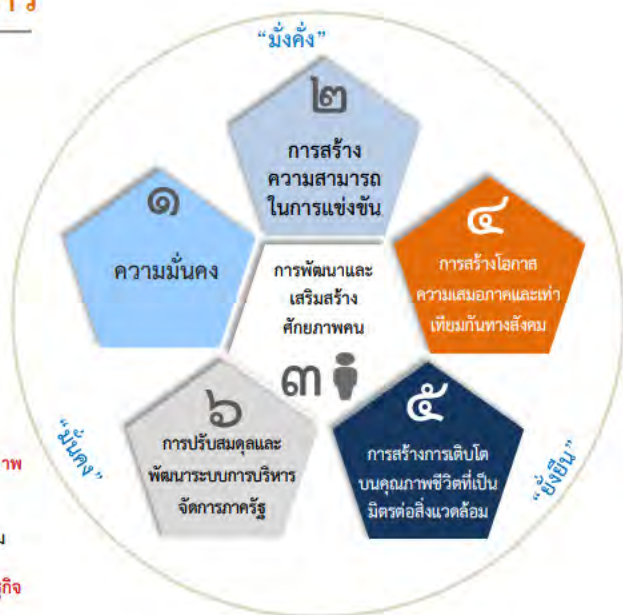 “มั่งคั่ง”
๒
การสร้าง
ความสามารถ
ในการแข่งขัน
๑
ความมั่นคง
๔
การสร้างโอกาส
ความเสมอภาคและเท่า
เทียมกันทางสังคม
การพัฒนาและ
เสริมสร้าง
ศักยภาพคน
๓
๖
การปรับสมดุลและ
พัฒนาระบบการบริหาร
จัดการภาครัฐ
๕
การสร้างการเติบโต
บนคุณภาพชีวิตที่เป็น
มิตรต่อสิ่งแวดล้อม
“มั่นคง”
“ยั่งยืน”